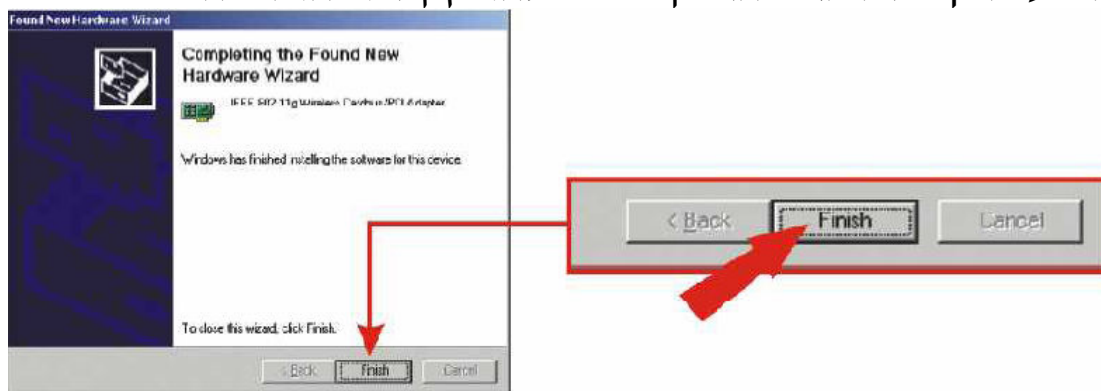 Found New Hardware Wizard
Completing the Found New
Hardware Wizard
IEEE 802.11g Wireless Cardbus/PCI Adapter
Windows has finished installing the software for this device.
To close this wizard, click Finish.
< Back Finish Cancel
< Back Finish Cancel